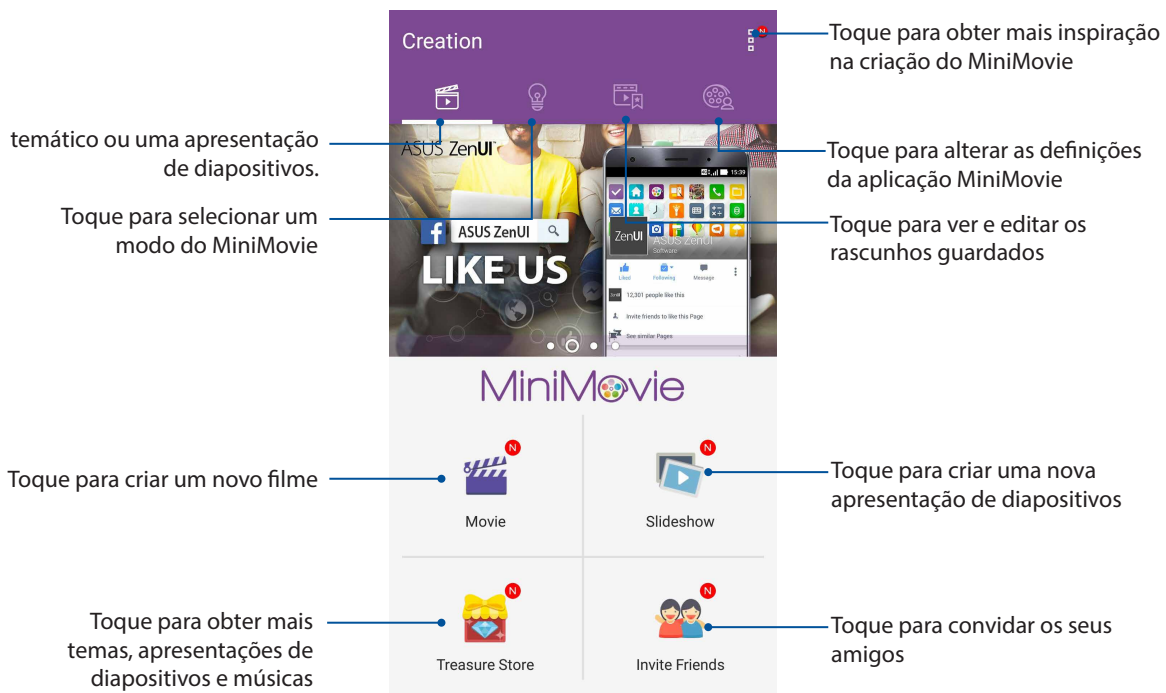 Creation
N
Toque para obter mais inspiração
na criação do MiniMovie
temático ou uma apresentação
de diapositivos.
Toque para selecionar um
modo do MiniMovie
Toque para alterar as definições
da aplicação MiniMovie
Toque para ver e editar os
rascunhos guardados
ASUS ZenUI
f ASUS ZenUI
LIKE US
4G 15:39
ZenUI
ASUS ZenUI
Software
Liked Following Message
ZenUI 12,301 people like this
Invite friends to like this Page
See similar Pages
MiniMovie
Toque para criar um novo filme
N
Movie
N
Slideshow
Toque para criar uma nova
apresentação de diapositivos
Toque para obter mais
temas, apresentações de
diapositivos e músicas
N
Treasure Store
N
Invite Friends
Toque para convidar os seus
amigos